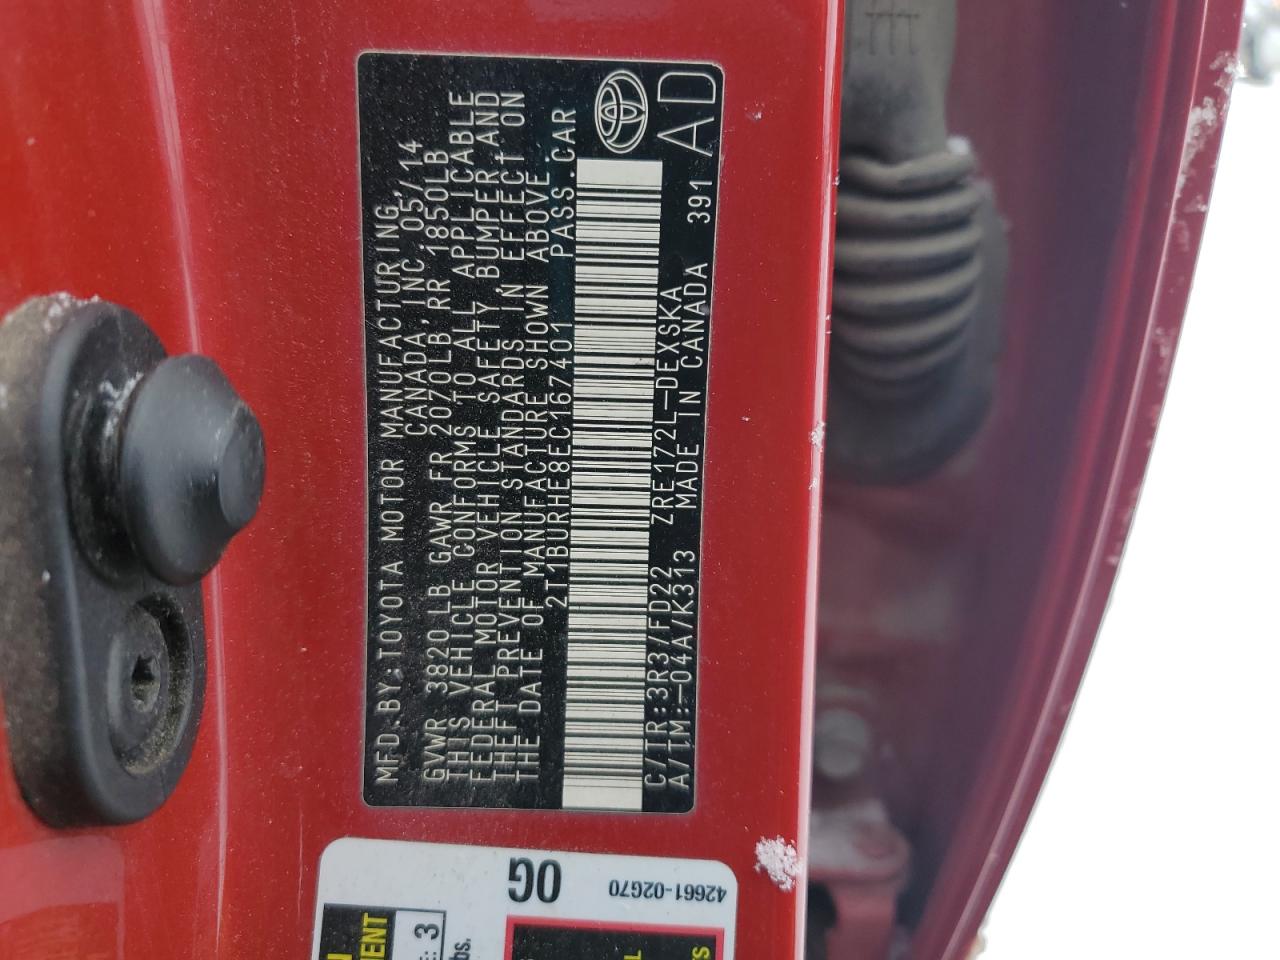 MFD. BY: TOYOTA MOTOR MANUFACTURING,
CANADA, INC. 05/14
GVWR 3820 LB GAWR FR 2070LB, RR 1850LB
THIS VEHICLE CONFORMS TO ALL APPLICABLE
FEDERAL MOTOR VEHICLE SAFETY, BUMPER, AND
THEFT PREVENTION STANDARDS IN EFFECT ON
THE DATE OF MANUFACTURE SHOWN ABOVE.
2T1BURHE8EC167401 PASS.CAR
C/TR:3R3/FD22 ZRE172L-DEXSKA
A/TM:-04A/K313 MADE IN CANADA 391
AD
0G
42661-02G70
3